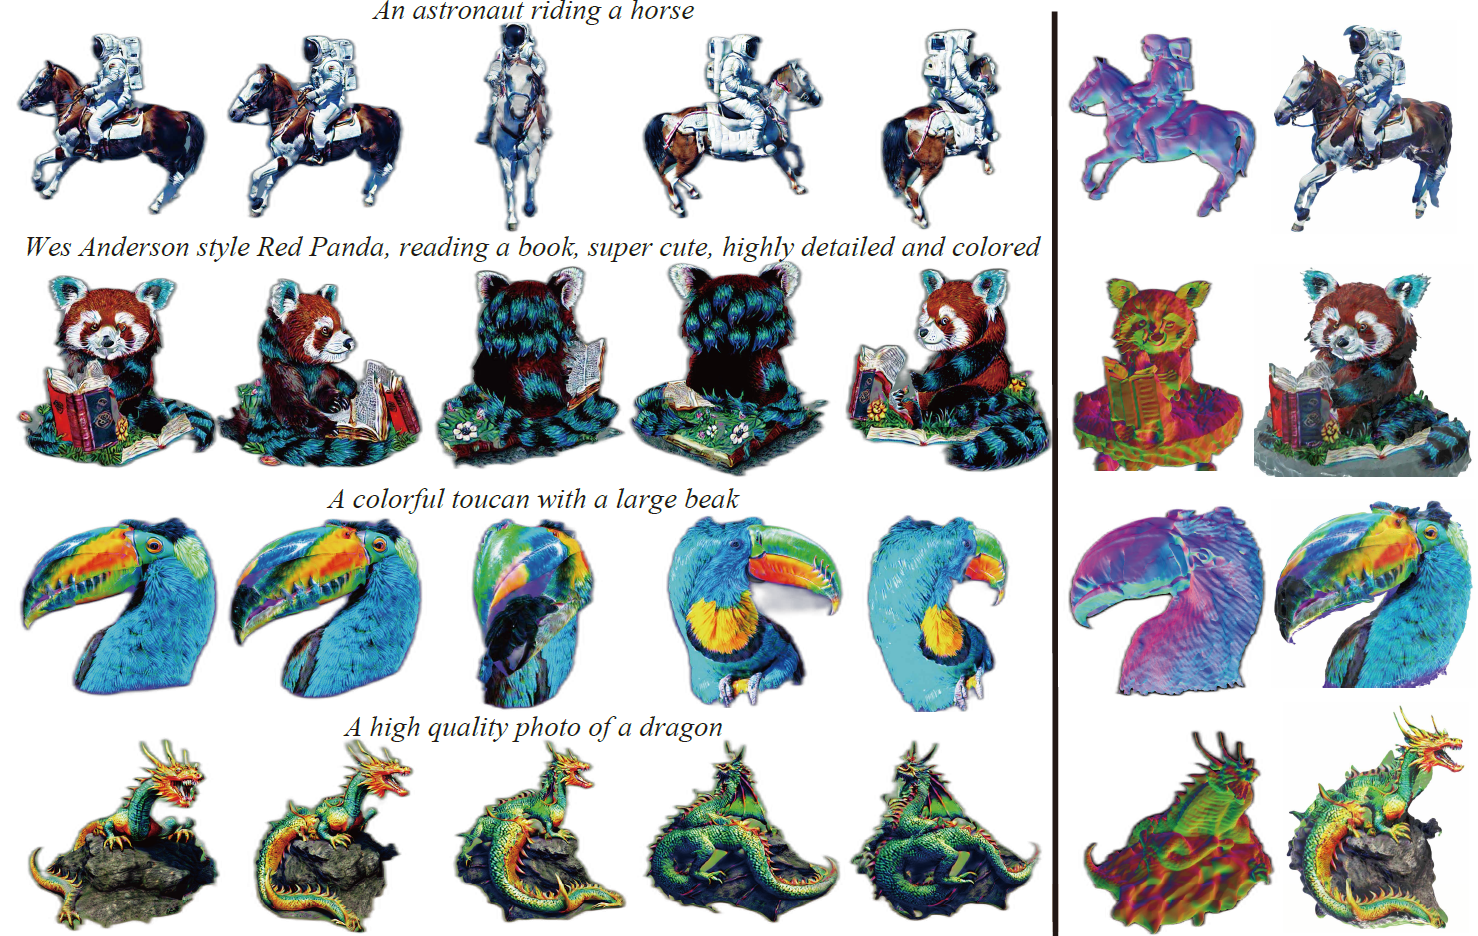 An astronaut riding a horse
Wes Anderson style Red Panda, reading a book, super cute, highly detailed and colored
A colorful toucan with a large beak
A high quality photo of a dragon